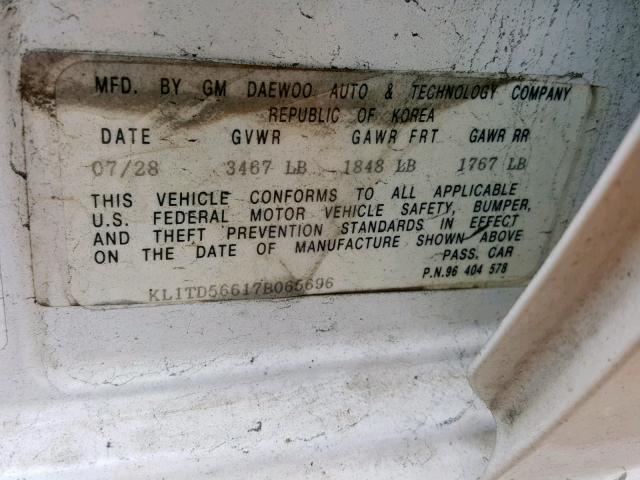 MFD. BY GM DAEWOO AUTO & TECHNOLOGY COMPANY
REPUBLIC OF KOREA
DATE GVWR GAWR FRT GAWR RR
07/28 3467 LB 1848 LB 1767 LB
THIS VEHICLE CONFORMS TO ALL APPLICABLE
U.S. FEDERAL MOTOR VEHICLE SAFETY, BUMPER,
AND THEFT PREVENTION STANDARDS IN EFFECT
ON THE DATE OF MANUFACTURE SHOWN ABOVE
PASS. CAR
P.N.96 404 578
KL1TD56617B065696